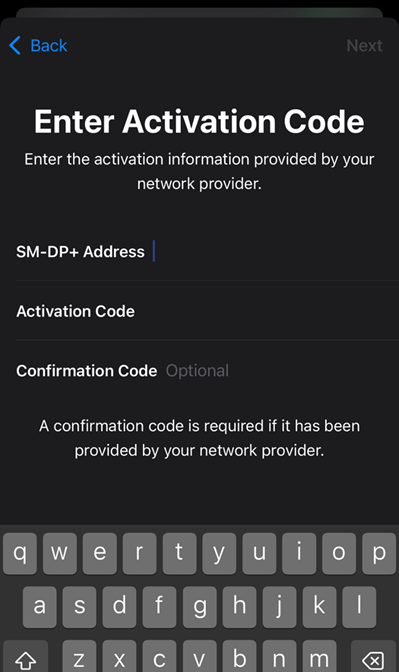 Back
Next
Enter Activation Code
Enter the activation information provided by your
network provider.
SM-DP+ Address
Activation Code
Confirmation Code Optional
A confirmation code is required if it has been
provided by your network provider.
q w e r t y u i o p
a s d f g h j k l
z x c v b n m